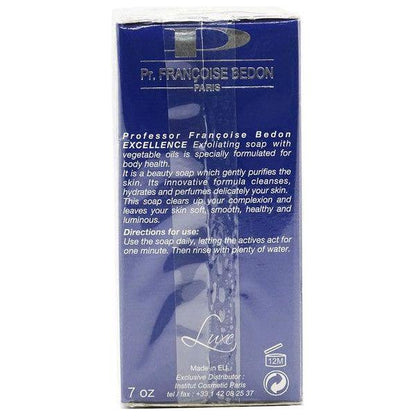 Pr. FRANÇOISE BEDON
PARIS
Professor Françoise Bedon
EXCELLENCE Exfoliating soap with
vegetable oils is specially formulated for
body health.
It is a beauty soap which gently purifies the
skin. Its innovative formula cleanses,
hydrates and perfumes delicately your skin.
This soap clears up your complexion and
leaves your skin soft, smooth, healthy and
luminous.
Directions for use:
Use the soap daily, letting the actives act for
one minute. Then rinse with plenty of water.
Luxe
Made in EU.
Exclusive Distributor :
Institut Cosmetic Paris
tel / fax : +33 1 42 08 25 37
7 oz
12M